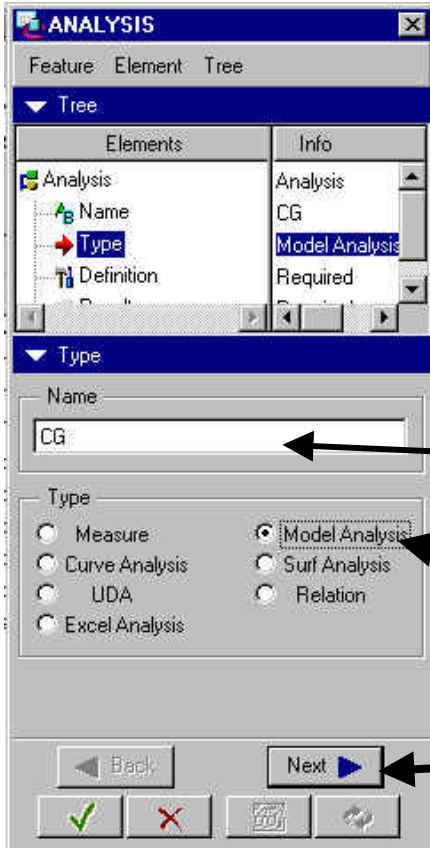 ANALYSIS
Feature Element Tree
Tree
Elements Info
Analysis Analysis
Name CG
Type Model Analysis
Definition Required
Type
Name
CG
Type
Measure Model Analysis
Curve Analysis Surf Analysis
UDA Relation
Excel Analysis
Back Next